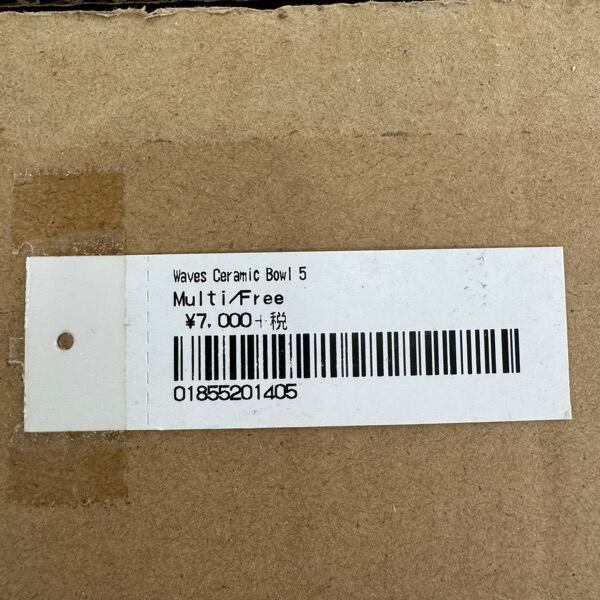 Waves Ceramic Bowl 5
Multi/Free
¥7,000+税
01855201405